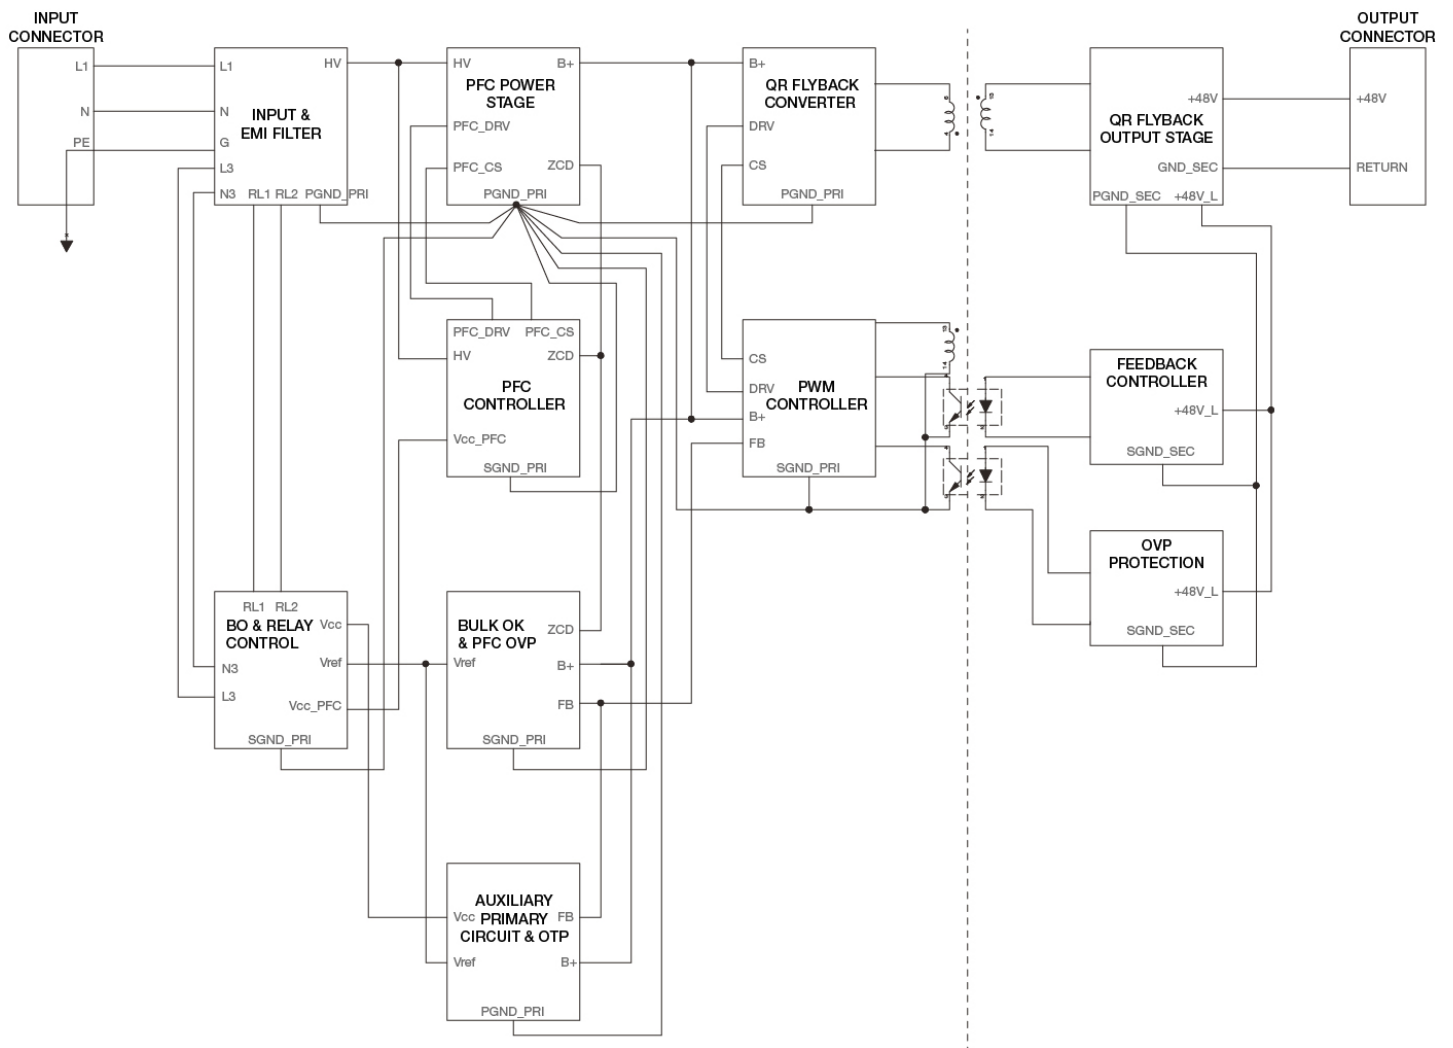 INPUT
CONNECTOR
L1
N
PE
L1
HV
INPUT &
EMI FILTER
N
G
L3
N3
RL1
RL2
PGND_PRI
HV
B+
PFC POWER
STAGE
PFC_DRV
PFC_CS
ZCD
PGND_PRI
B+
QR FLYBACK
CONVERTER
DRV
CS
PGND_PRI
+48V
QR FLYBACK
OUTPUT STAGE
GND_SEC
PGND_SEC
+48V_L
OUTPUT
CONNECTOR
+48V
RETURN
PFC_DRV
PFC_CS
HV
ZCD
PFC
CONTROLLER
Vcc_PFC
SGND_PRI
CS
PWM
CONTROLLER
DRV
B+
FB
SGND_PRI
FEEDBACK
CONTROLLER
+48V_L
SGND_SEC
OVP
PROTECTION
+48V_L
SGND_SEC
RL1
RL2
BO & RELAY
CONTROL
Vcc
Vref
N3
L3
Vcc_PFC
SGND_PRI
BULK OK
& PFC OVP
ZCD
Vref
B+
FB
SGND_PRI
AUXILIARY
PRIMARY
CIRCUIT & OTP
Vcc
FB
Vref
B+
PGND_PRI